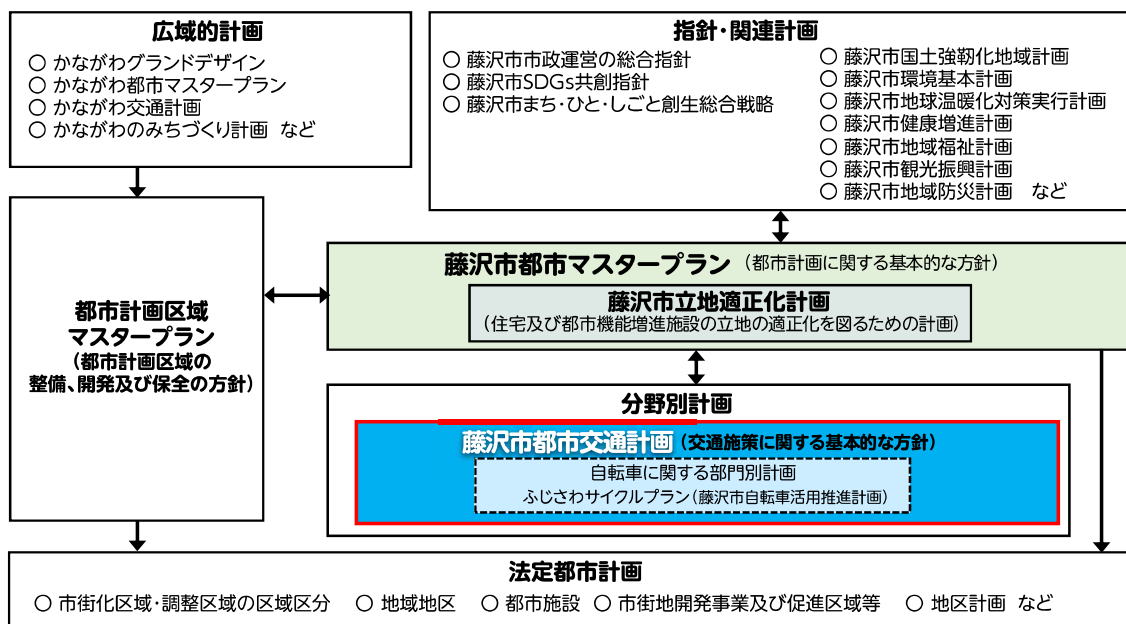 広域的計画
○ かながわグランドデザイン
○ かながわ都市マスタープラン
○ かながわ交通計画
○ かながわのみちづくり計画 など
指針・関連計画
○ 藤沢市市政運営の総合指針
○ 藤沢市SDGs共創指針
○ 藤沢市まち・ひと・しごと創生総合戦略
○ 藤沢市国土強靱化地域計画
○ 藤沢市環境基本計画
○ 藤沢市地球温暖化対策実行計画
○ 藤沢市健康増進計画
○ 藤沢市地域福祉計画
○ 藤沢市観光振興計画
○ 藤沢市地域防災計画 など
都市計画区域
マスタープラン
(都市計画区域の
整備、開発及び保全の方針)
藤沢市都市マスタープラン (都市計画に関する基本的な方針)
藤沢市立地適正化計画
(住宅及び都市機能増進施設の立地の適正化を図るための計画)
分野別計画
藤沢市都市交通計画 (交通施策に関する基本的な方針)
自転車に関する部門別計画
ふじさわサイクルプラン(藤沢市自転車活用推進計画)
法定都市計画
○ 市街化区域・調整区域の区域区分 ○ 地域地区 ○ 都市施設 ○ 市街地開発事業及び促進区域等 ○ 地区計画 など